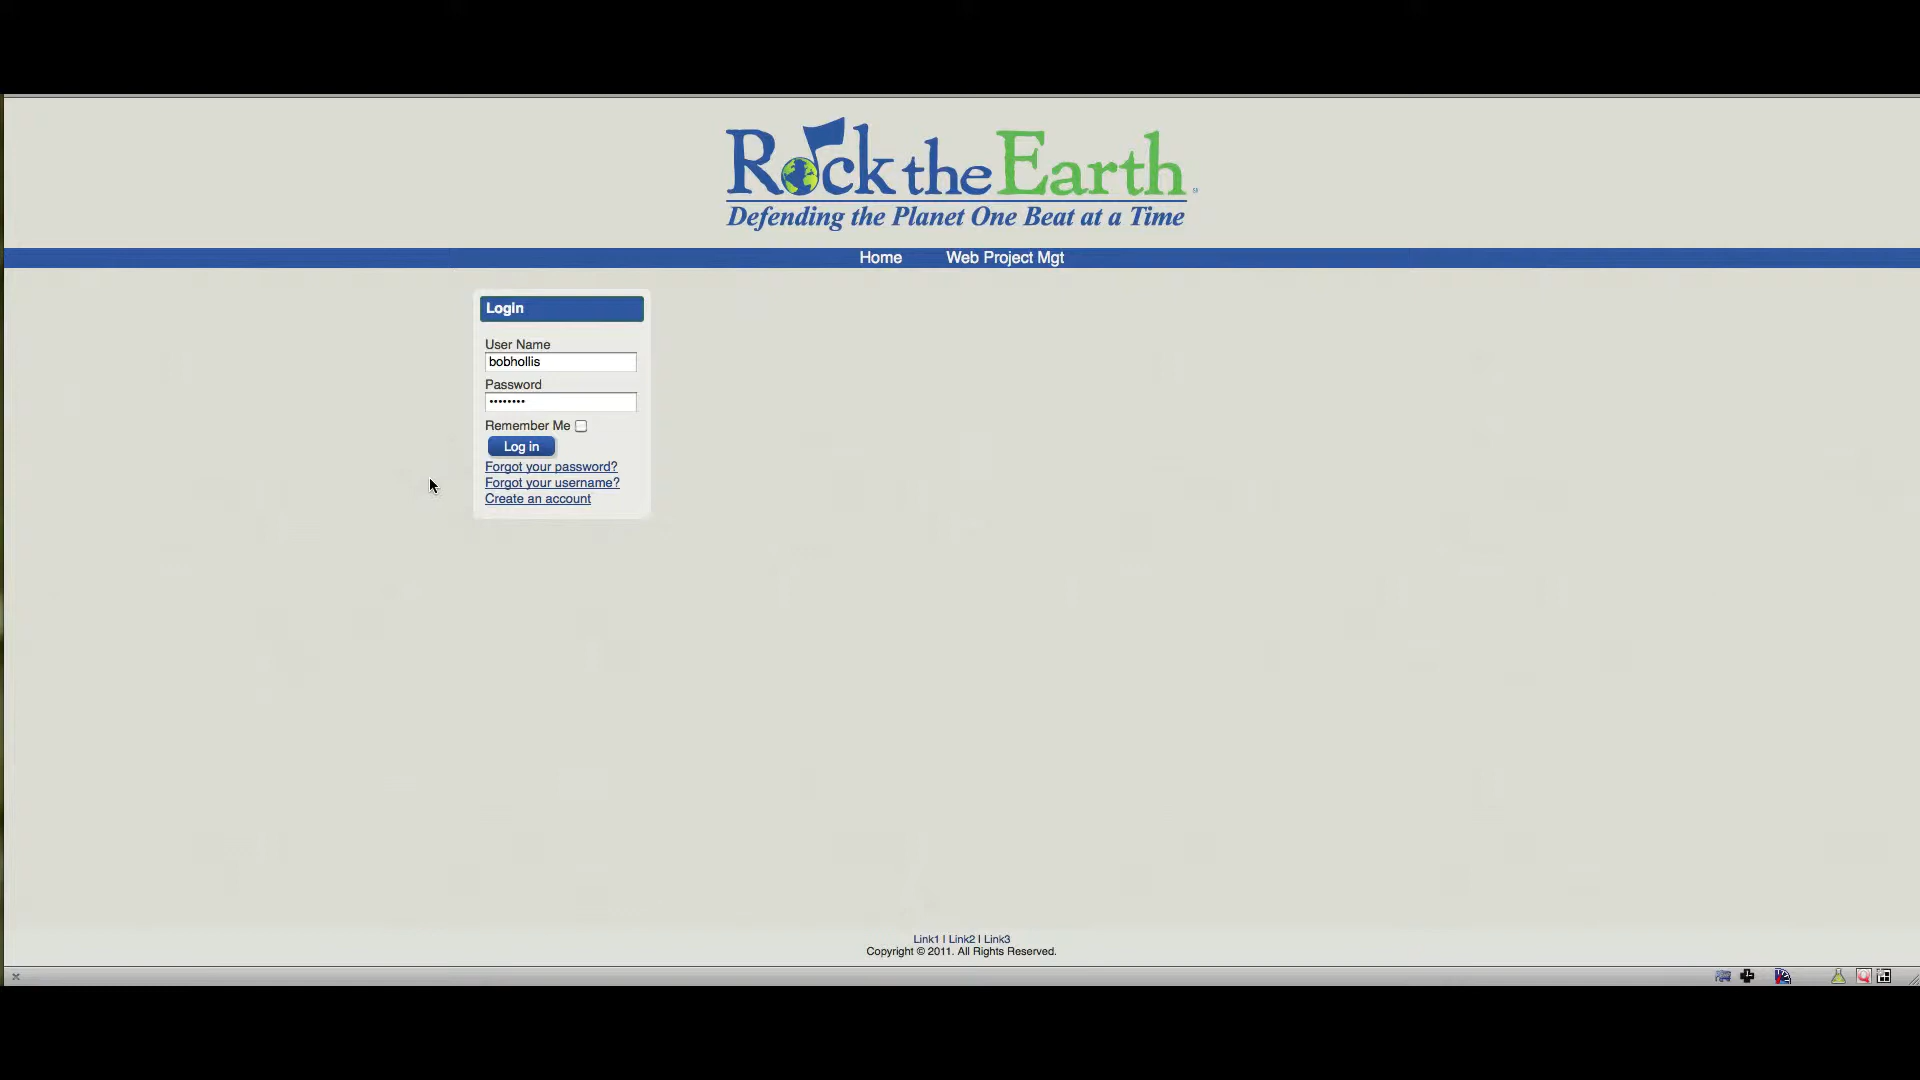 Rock the Earth
Defending the Planet One Beat at a Time
Home Web Project Mgt
Login
User Name
bobhollis
Password
••••••••
Remember Me
Log in
Forgot your password?
Forgot your username?
Create an account
Link1 | Link2 | Link3
Copyright © 2011. All Rights Reserved.